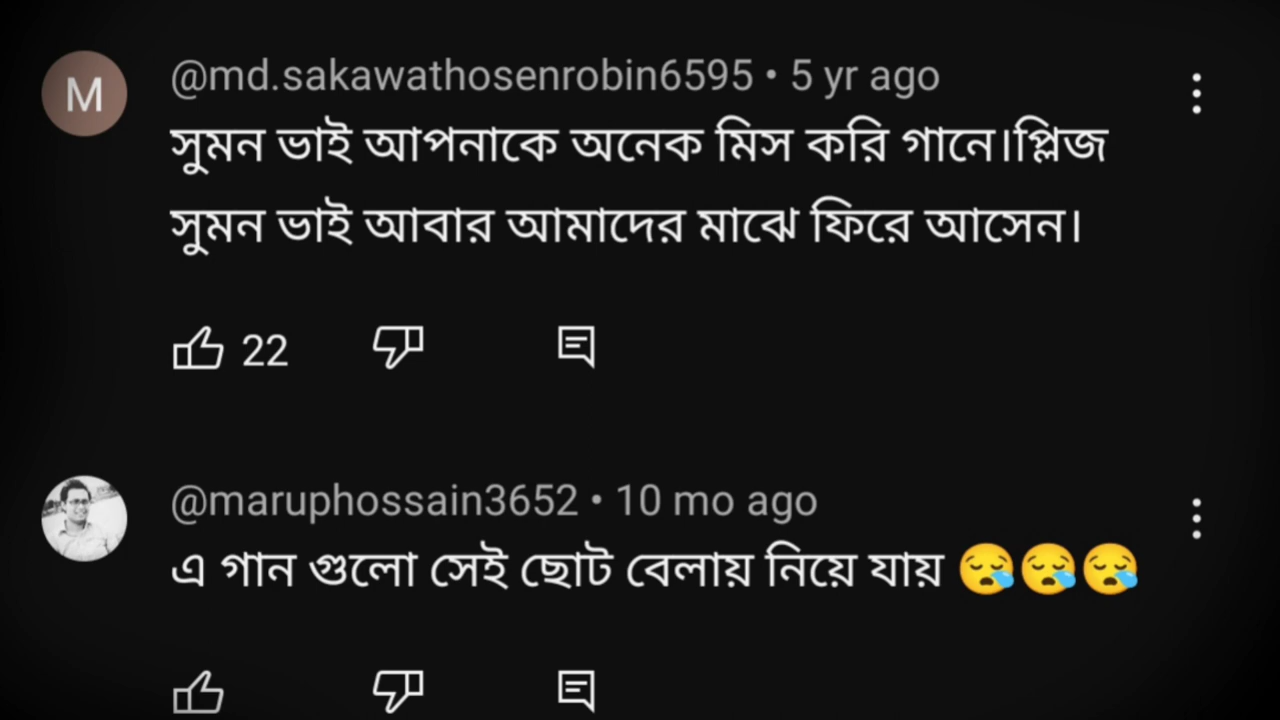 M
@md.sakawathosenrobin6595 • 5 yr ago
সুমন ভাই আপনাকে অনেক মিস করি গানে।প্লিজ
সুমন ভাই আবার আমাদের মাঝে ফিরে আসেন।
22
@maruphossain3652 • 10 mo ago
এ গান গুলো সেই ছোট বেলায় নিয়ে যায় 😪😪😪